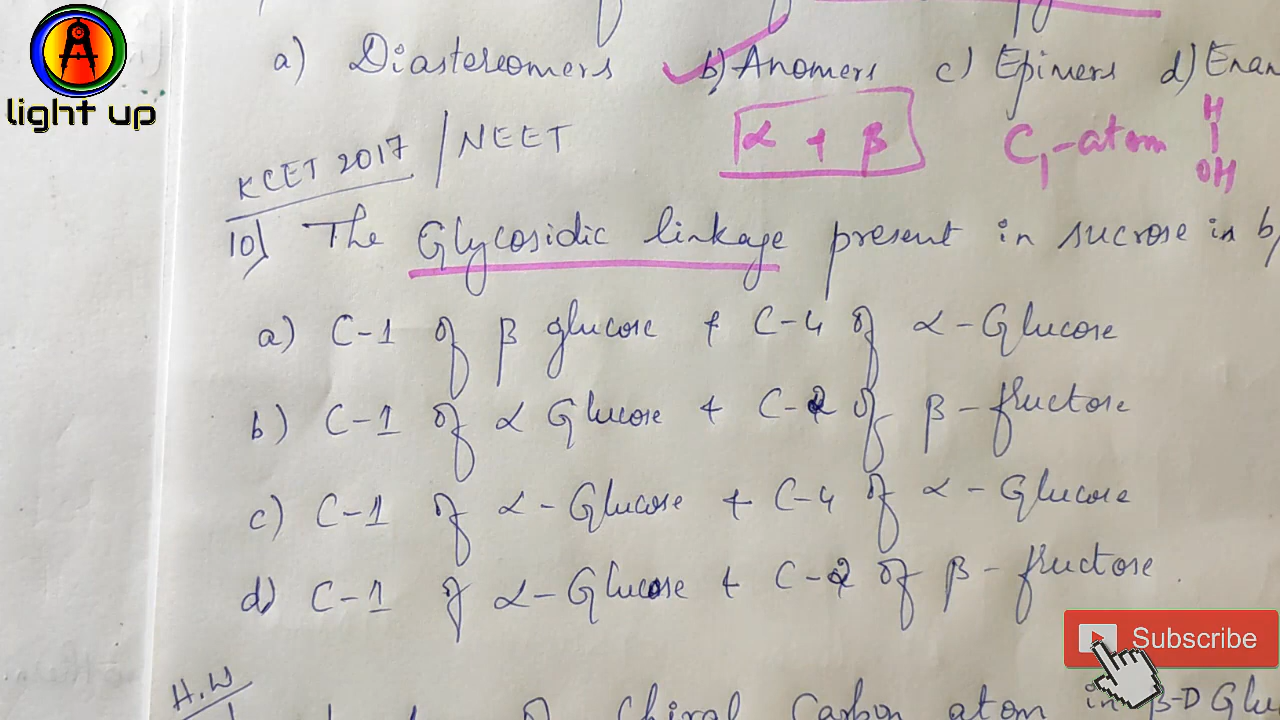 a) Diastereomers b) Anomers c) Epimers d) Enan
light up
α + β C1-atom H OH
KCET 2017 / NEET
10) The Glycosidic linkage present in sucrose in b/
a) C-1 of β glucose + C-4 of α-Glucose
b) C-1 of α Glucose + C-2 of β-fructose
c) C-1 of α-Glucose + C-4 of α-Glucose
d) C-1 of α-Glucose + C-2 of β-fructose.
Subscribe
H.W
of Chiral Carbon atom in β-D Glu